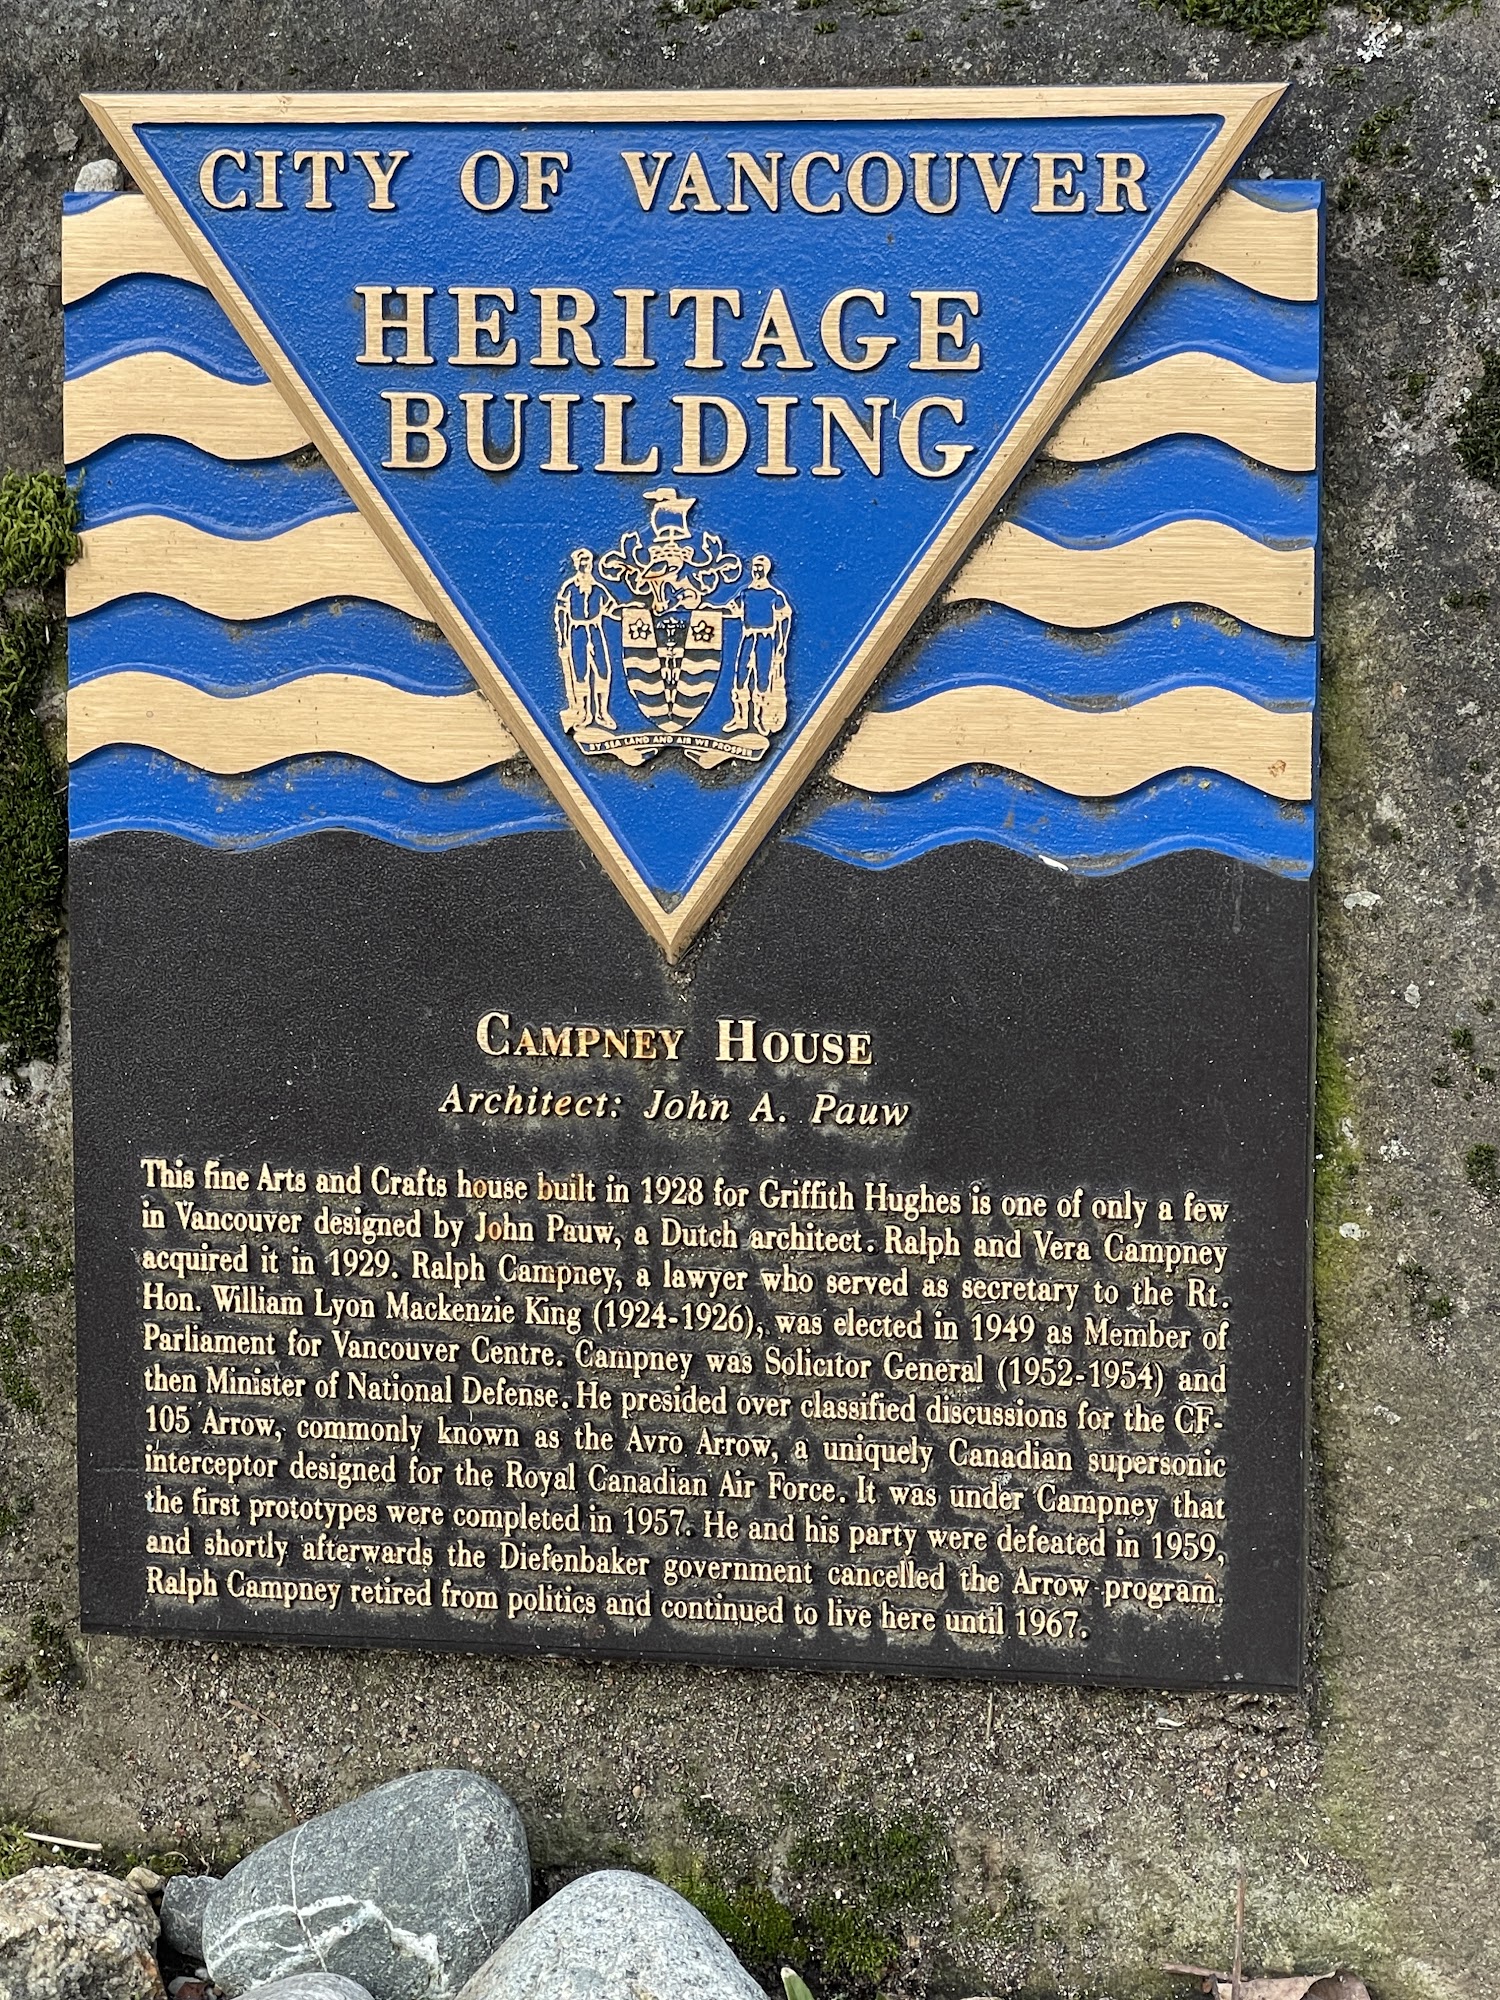 CITY OF VANCOUVER
HERITAGE
BUILDING
BY SEA LAND AND AIR WE PROSPER
CAMPNEY HOUSE
Architect: John A. Pauw
This fine Arts and Crafts house built in 1928 for Griffith Hughes is one of only a few
in Vancouver designed by John Pauw, a Dutch architect. Ralph and Vera Campney
acquired it in 1929. Ralph Campney, a lawyer who served as secretary to the Rt.
Hon. William Lyon Mackenzie King (1924-1926), was elected in 1949 as Member of
Parliament for Vancouver Centre. Campney was Solicitor General (1952-1954) and
then Minister of National Defense. He presided over classified discussions for the CF-
105 Arrow, commonly known as the Avro Arrow, a uniquely Canadian supersonic
interceptor designed for the Royal Canadian Air Force. It was under Campney that
the first prototypes were completed in 1957. He and his party were defeated in 1959,
and shortly afterwards the Diefenbaker government cancelled the Arrow program.
Ralph Campney retired from politics and continued to live here until 1967.